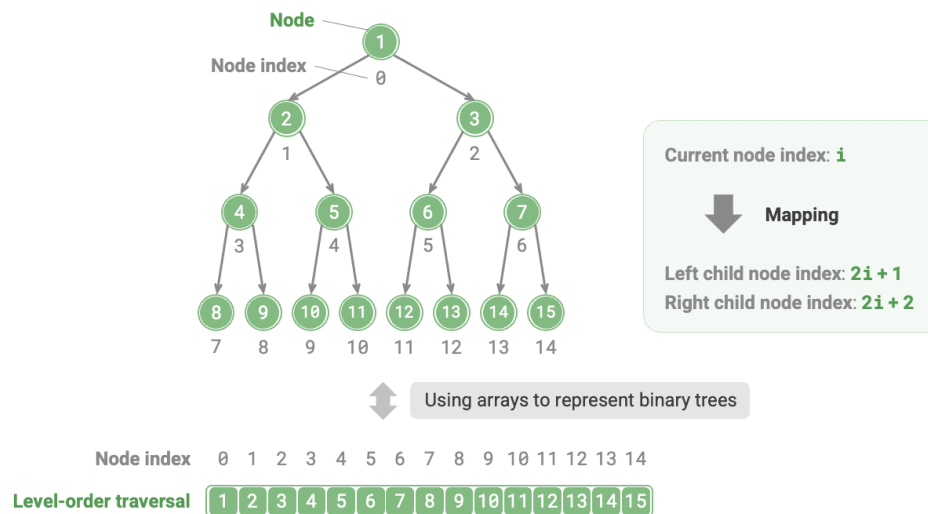 Node
1
Node index
0
2 3
1 2
4 5 6 7
3 4 5 6
8 9 10 11 12 13 14 15
7 8 9 10 11 12 13 14
Current node index: i
Mapping
Left child node index: 2i + 1
Right child node index: 2i + 2
Using arrays to represent binary trees
Node index 0 1 2 3 4 5 6 7 8 9 10 11 12 13 14
Level-order traversal 1 2 3 4 5 6 7 8 9 10 11 12 13 14 15